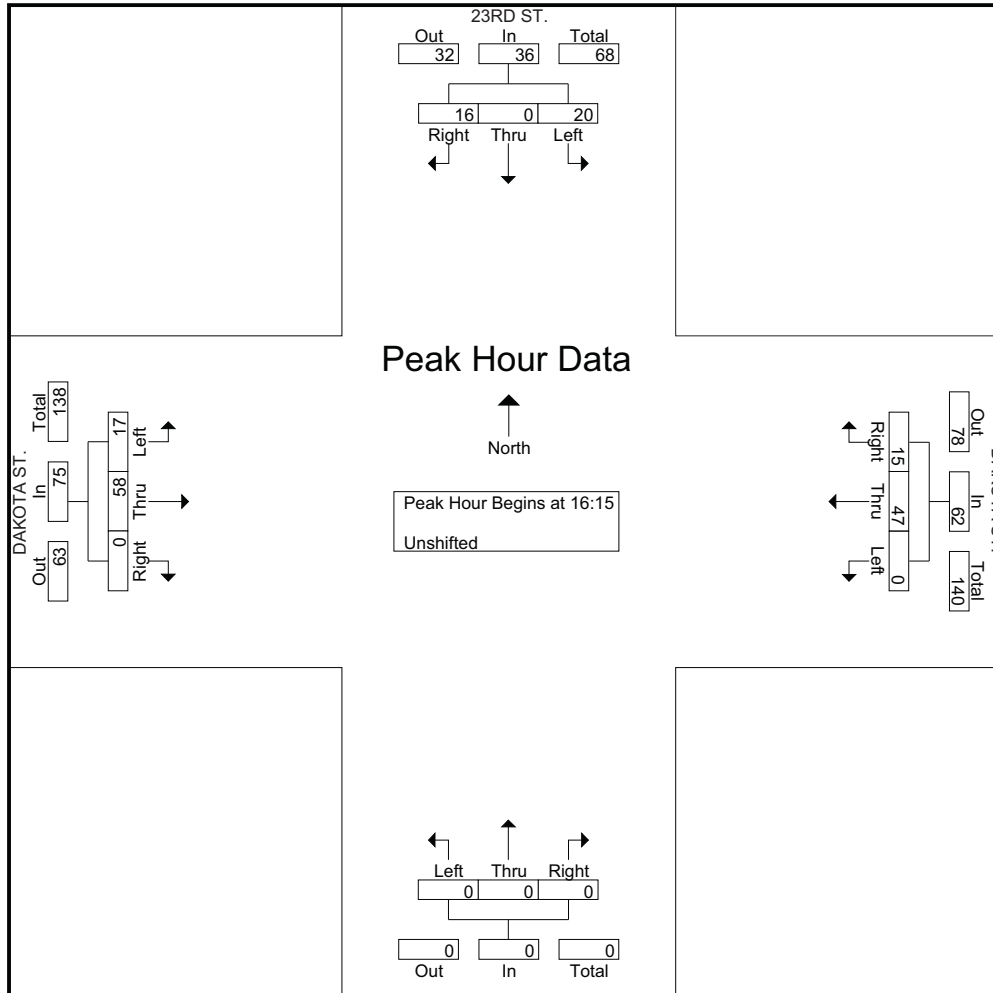 23RD ST.
Out In Total
32 36 68
16 0 20
Right Thru Left
Peak Hour Data
North
Peak Hour Begins at 16:15
Unshifted
DAKOTA ST.
Total In Out
138 75 63
17 58 0
Left Thru Right
Out In Total
78 62 140
15 47 0
Right Thru Left
Left Thru Right
0 0 0
0 0 0
Out In Total